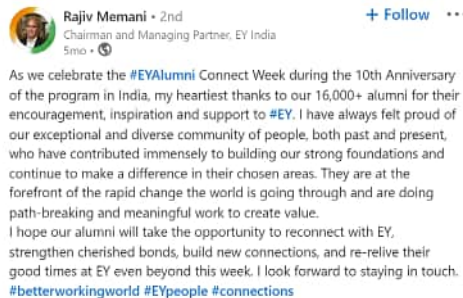 Rajiv Memani • 2nd
+ Follow
Chairman and Managing Partner, EY India
5mo •
As we celebrate the #EYAlumni Connect Week during the 10th Anniversary
of the program in India, my heartiest thanks to our 16,000+ alumni for their
encouragement, inspiration and support to #EY. I have always felt proud of
our exceptional and diverse community of people, both past and present,
who have contributed immensely to building our strong foundations and
continue to make a difference in their chosen areas. They are at the
forefront of the rapid change the world is going through and are doing
path-breaking and meaningful work to create value.
I hope our alumni will take the opportunity to reconnect with EY,
strengthen cherished bonds, build new connections, and re-relive their
good times at EY even beyond this week. I look forward to staying in touch.
#betterworkingworld #EYpeople #connections